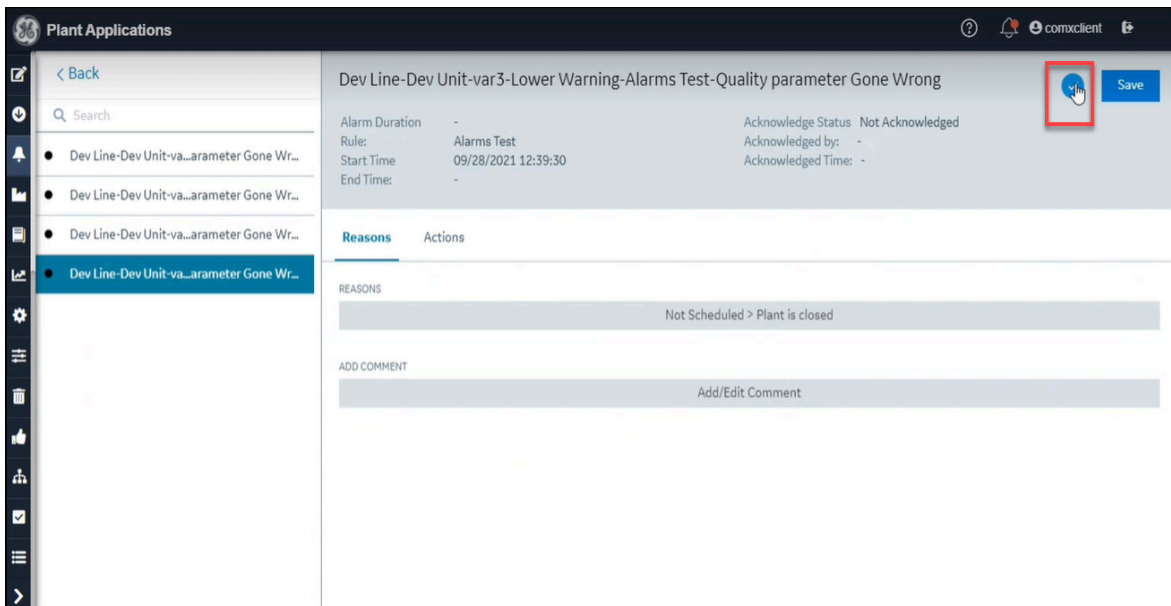 Plant Applications
comxclient
< Back
Search
Dev Line-Dev Unit-va...arameter Gone Wr...
Dev Line-Dev Unit-va...arameter Gone Wr...
Dev Line-Dev Unit-va...arameter Gone Wr...
Dev Line-Dev Unit-va...arameter Gone Wr...
Dev Line-Dev Unit-var3-Lower Warning-Alarms Test-Quality parameter Gone Wrong
Save
Alarm Duration -
Rule: Alarms Test
Start Time 09/28/2021 12:39:30
End Time: -
Acknowledge Status Not Acknowledged
Acknowledged by: -
Acknowledged Time: -
Reasons Actions
REASONS
Not Scheduled > Plant is closed
ADD COMMENT
Add/Edit Comment